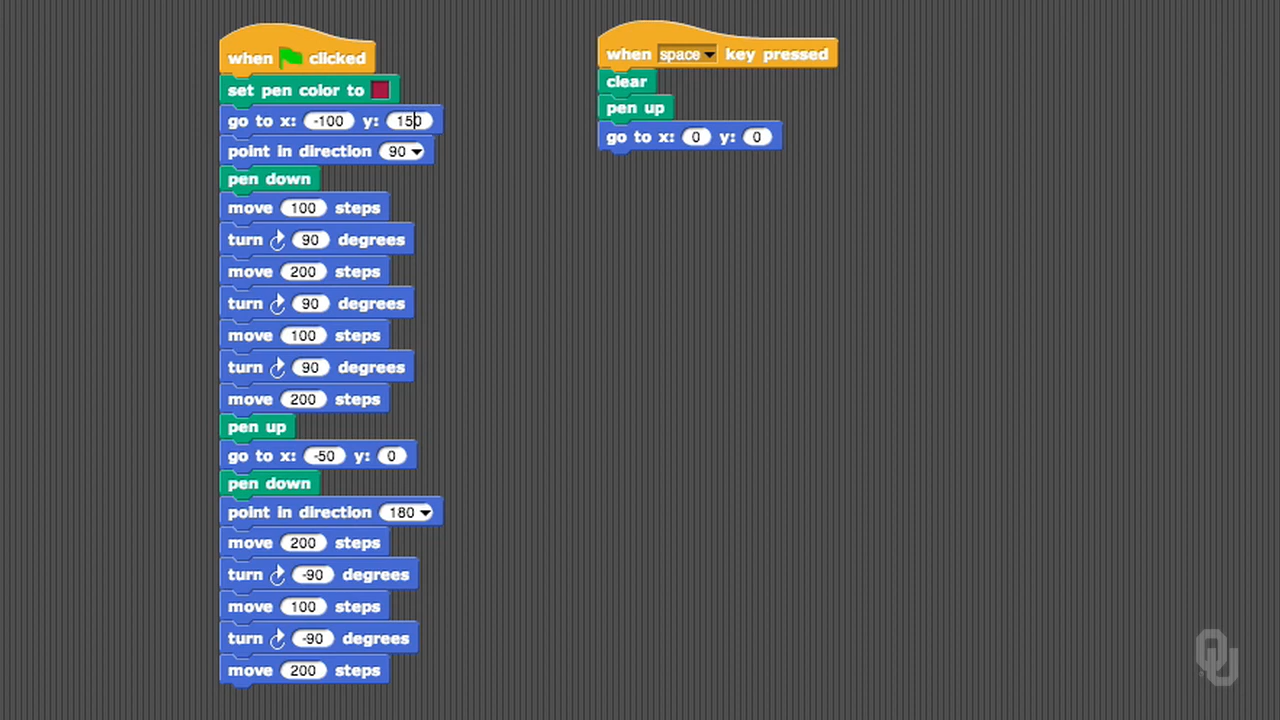 when clicked
set pen color to
go to x: -100 y: 150
point in direction 90
pen down
move 100 steps
turn 90 degrees
move 200 steps
turn 90 degrees
move 100 steps
turn 90 degrees
move 200 steps
pen up
go to x: -50 y: 0
pen down
point in direction 180
move 200 steps
turn -90 degrees
move 100 steps
turn -90 degrees
move 200 steps
when space key pressed
clear
pen up
go to x: 0 y: 0
OU